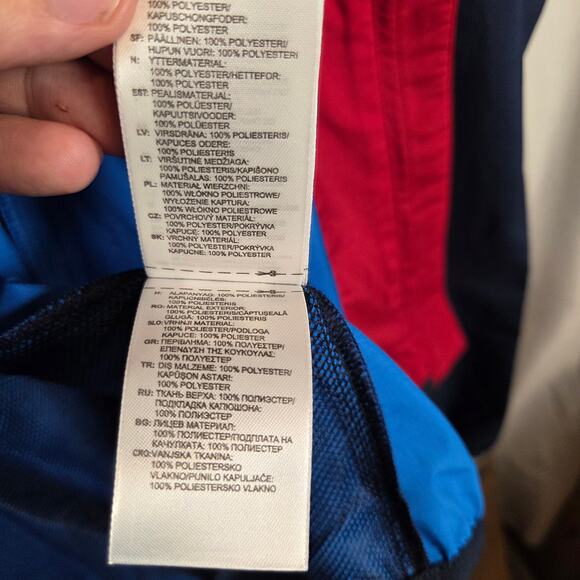 100% POLYESTER/
KAPUSCHONGFODER:
100% POLYESTER
SF: PÄÄLLINEN: 100% POLYESTERI/
HUPUN VUORI: 100% POLYESTERI
N: YTTERMATERIAL:
100% POLYESTER/HETTEFOR:
100% POLYESTER
EST: PEALISMATERJAL:
100% POLÜESTER/
KAPUUTSIVOODER:
100% POLÜESTER
LV: VIRSDRĀNA: 100% POLIESTERIS/
KAPUCES ODERE:
100% POLIESTERIS
LT: VIRŠUTINĖ MEDŽIAGA:
100% POLIESTERIS/KAPIŠONO
PAMUŠALAS: 100% POLIESTERIS
PL: MATERIAŁ WIERZCHNI:
100% WŁÓKNO POLIESTROWE/
WYŁOŻENIE KAPTURA:
100% WŁÓKNO POLIESTROWE
CZ: POVRCHOVÝ MATERIÁL:
100% POLYESTER/POKRÝVKA
KAPUCE: 100% POLYESTER
SK: VRCHNÝ MATERIÁL:
100% POLYESTER/POKRÝVKA
KAPUCNE: 100% POLYESTER
H: ALAPANYAG: 100% POLIESTERIS/
KAPUCNIBÉLÉS:
100% POLIESTERIS
RO: MATERIAL EXTERIOR:
100% POLIESTERICS/CĂPTUȘEALĂ
GLUGĂ: 100% POLIESTERICS
SLO: VRHNJI MATERIAL:
100% POLIESTER/PODLOGA
KAPUCE: 100% POLIESTER
GR: ΠΕΡΙΒΛΗΜΑ: 100% ΠΟΛΥΕΣΤΕΡ/
ΕΠΕΝΔΥΣΗ ΤΗΣ ΚΟΥΚΟΥΛΑΣ:
100% ΠΟΛΥΕΣΤΕΡ
TR: DIŞ MALZEME: 100% POLYESTER/
KAPÜŞON ASTARI:
100% POLYESTER
RU: ТКАНЬ ВЕРХА: 100% ПОЛИЭСТЕР/
ПОДКЛАДКА КАПЮШОНА:
100% ПОЛИЭСТЕР
BG: ЛИЦЕВ МАТЕРИАЛ:
100% ПОЛИЕСТЕР/ПОДПЛАТА НА
КАЧУЛКАТА: 100% ПОЛИЕСТЕР
CRO: VANJSKA TKANINA:
100% POLIESTERSKO
VLAKNO/PUNILO KAPULJAČE:
100% POLIESTERSKO VLAKNO